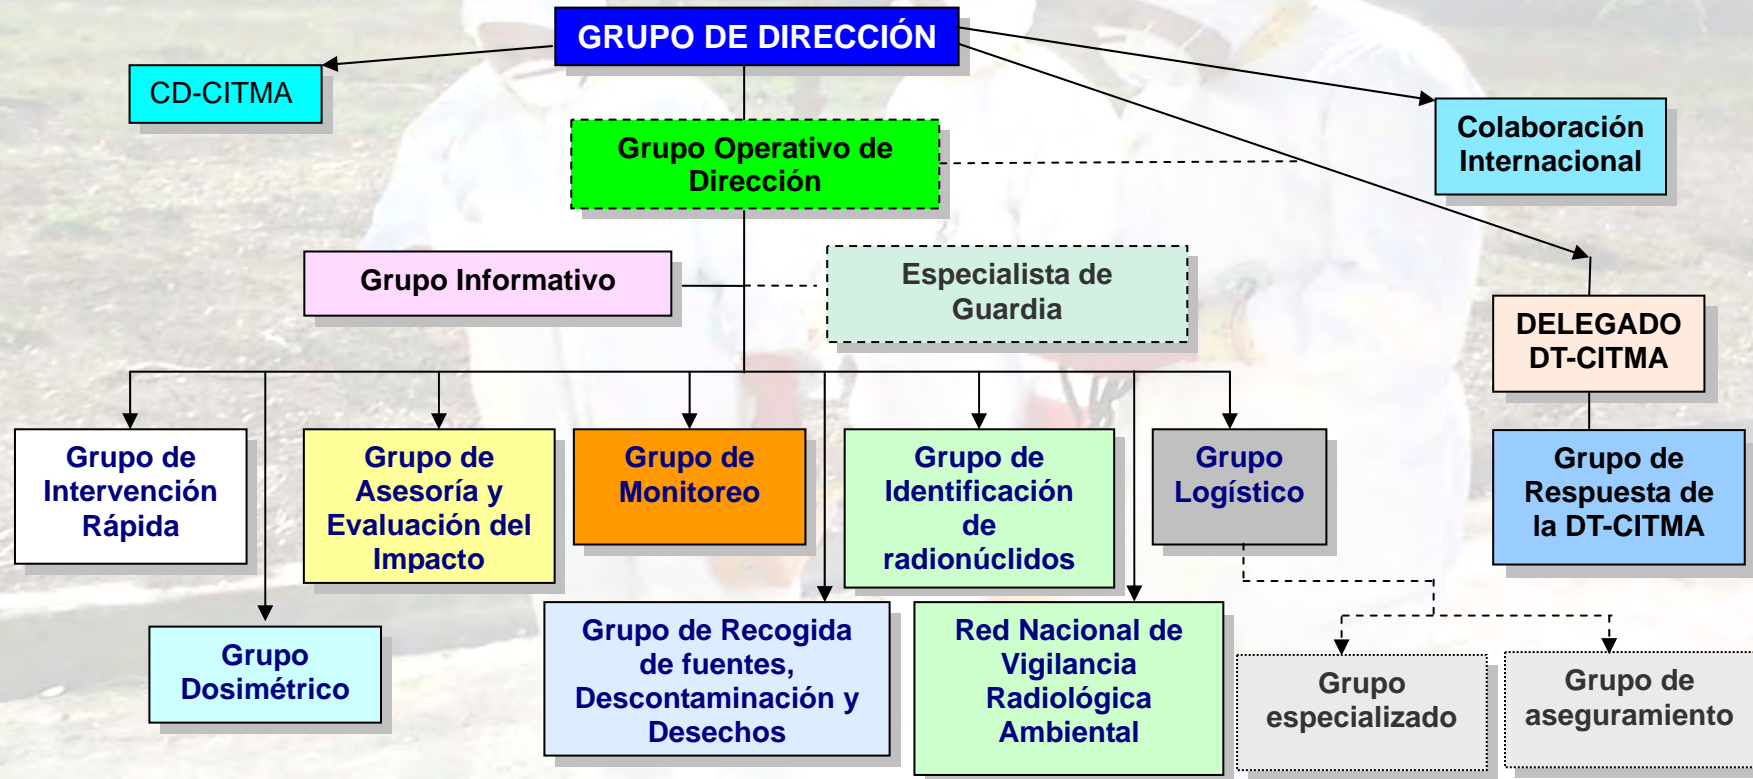 GRUPO DE DIRECCIÓN
CD-CITMA
Colaboración
Internacional
Grupo Operativo de
Dirección
Grupo Informativo
Especialista de
Guardia
DELEGADO
DT-CITMA
Grupo de
Intervención
Rápida
Grupo de
Asesoría y
Evaluación del
Impacto
Grupo de
Monitoreo
Grupo de
Identificación
de
radionúclidos
Grupo
Logístico
Grupo de
Respuesta de
la DT-CITMA
Grupo
Dosimétrico
Grupo de Recogida
de fuentes,
Descontaminación y
Desechos
Red Nacional de
Vigilancia
Radiológica
Ambiental
Grupo
especializado
Grupo de
aseguramiento